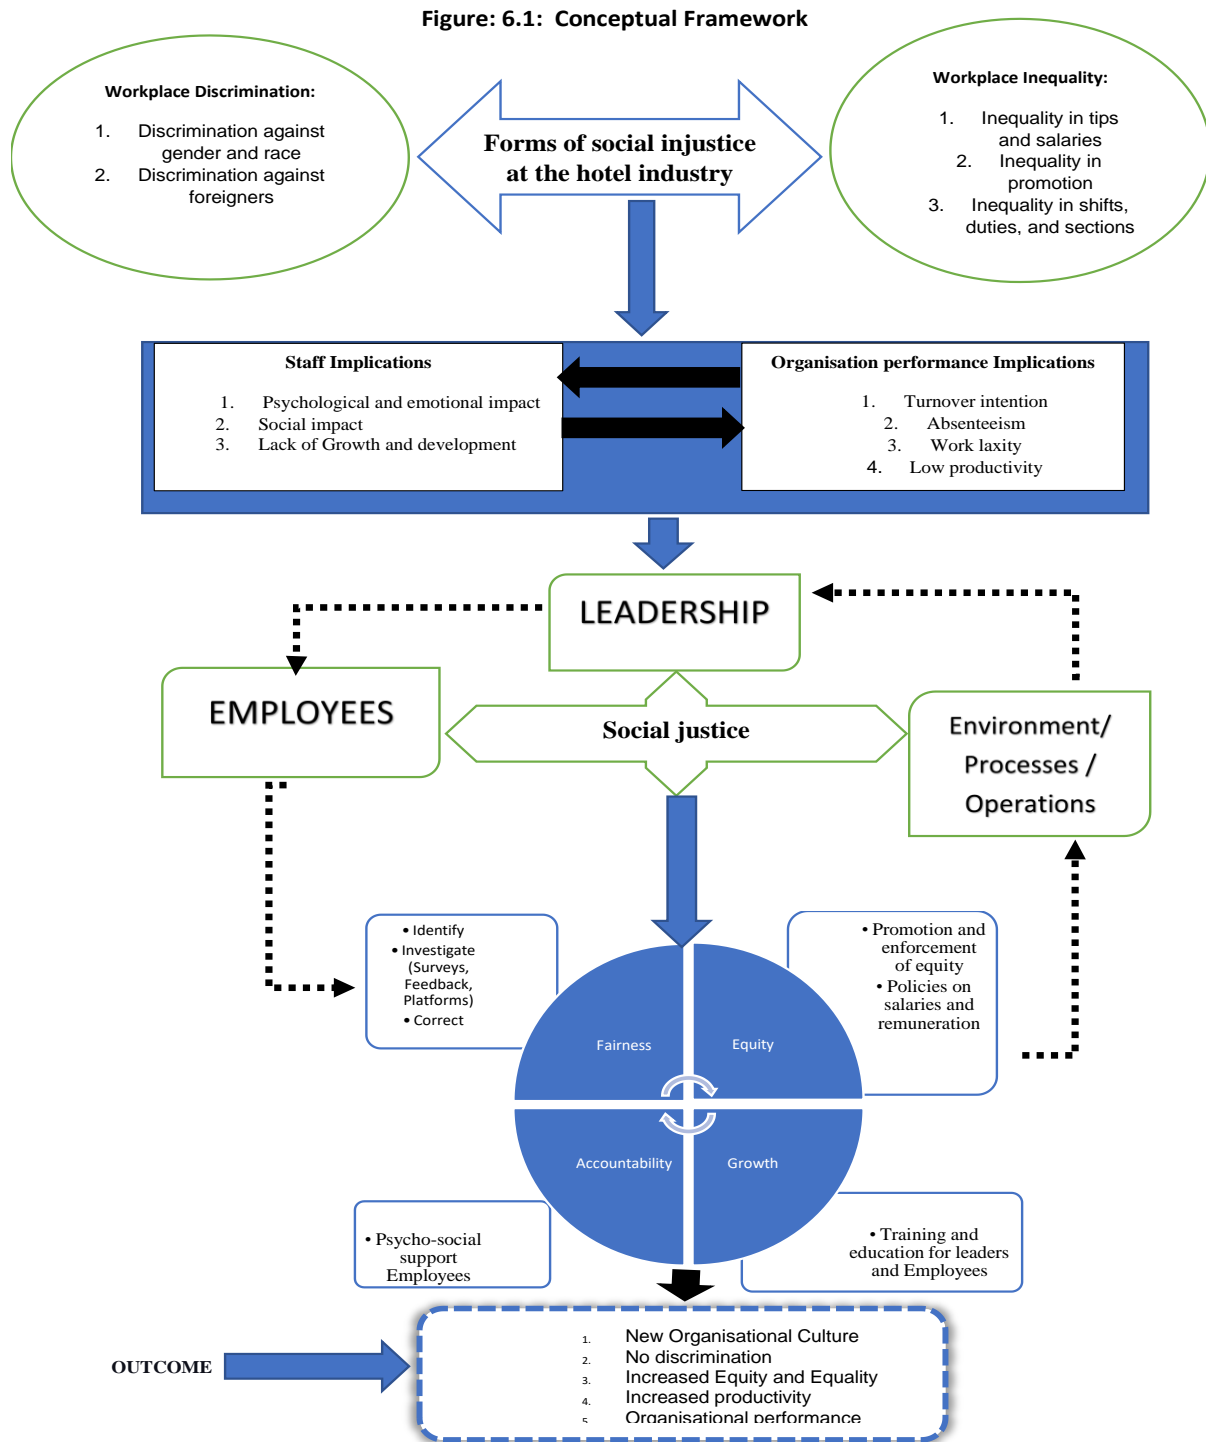 Figure: 6.1: Conceptual Framework
Workplace Discrimination:
1. Discrimination against
gender and race
2. Discrimination against
foreigners
Forms of social injustice
at the hotel industry
Workplace Inequality:
1. Inequality in tips
and salaries
2. Inequality in
promotion
3. Inequality in shifts,
duties, and sections
Staff Implications
1. Psychological and emotional impact
2. Social impact
3. Lack of Growth and development
Organisation performance Implications
1. Turnover intention
2. Absenteeism
3. Work laxity
4. Low productivity
LEADERSHIP
EMPLOYEES
Social justice
Environment/
Processes /
Operations
• Identify
• Investigate
(Surveys,
Feedback,
Platforms)
• Correct
• Promotion and
enforcement
of equity
• Policies on
salaries and
remuneration
Fairness
Equity
Accountability
Growth
• Psycho-social
support
Employees
• Training and
education for leaders
and Employees
OUTCOME
1. New Organisational Culture
2. No discrimination
3. Increased Equity and Equality
4. Increased productivity
5. Organisational performance